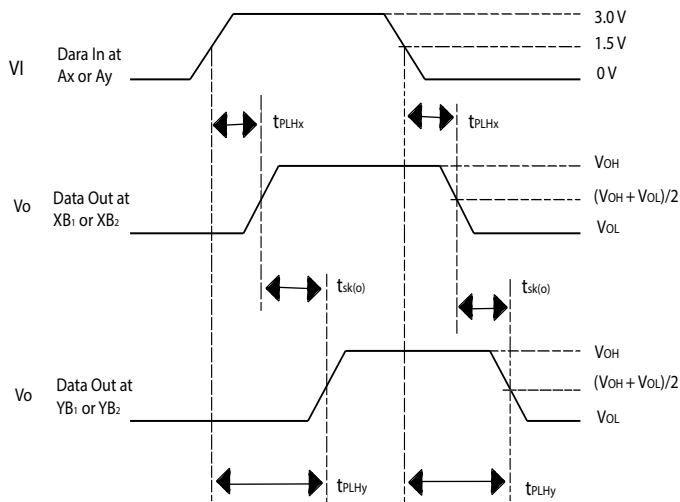 VI
Dara In at
Ax or Ay
3.0 V
1.5 V
0 V
tPLHx
tPLHx
Vo
Data Out at
XB1 or XB2
VOH
(VOH + VOL)/2
VOL
tsk(o)
tsk(o)
Vo
Data Out at
YB1 or YB2
VOH
(VOH + VOL)/2
VOL
tPLHy
tPLHy